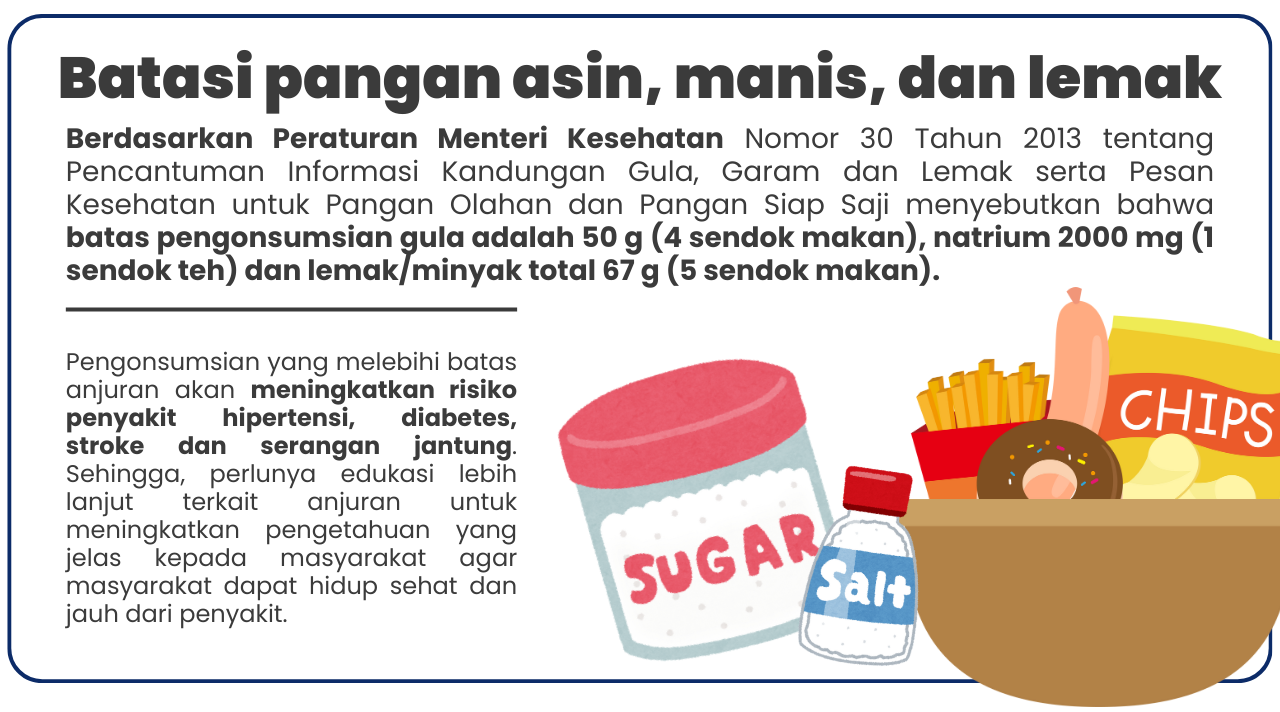 Batasi pangan asin, manis, dan lemak
Berdasarkan Peraturan Menteri Kesehatan Nomor 30 Tahun 2013 tentang
Pencantuman Informasi Kandungan Gula, Garam dan Lemak serta Pesan
Kesehatan untuk Pangan Olahan dan Pangan Siap Saji menyebutkan bahwa
batas pengonsumsian gula adalah 50 g (4 sendok makan), natrium 2000 mg (1
sendok teh) dan lemak/minyak total 67 g (5 sendok makan).
Pengonsumsian yang melebihi batas
anjuran akan meningkatkan risiko
penyakit hipertensi, diabetes,
stroke dan serangan jantung.
Sehingga, perlunya edukasi lebih
lanjut terkait anjuran untuk
meningkatkan pengetahuan yang
jelas kepada masyarakat agar
masyarakat dapat hidup sehat dan
jauh dari penyakit.
SUGAR
Salt
CHIPS